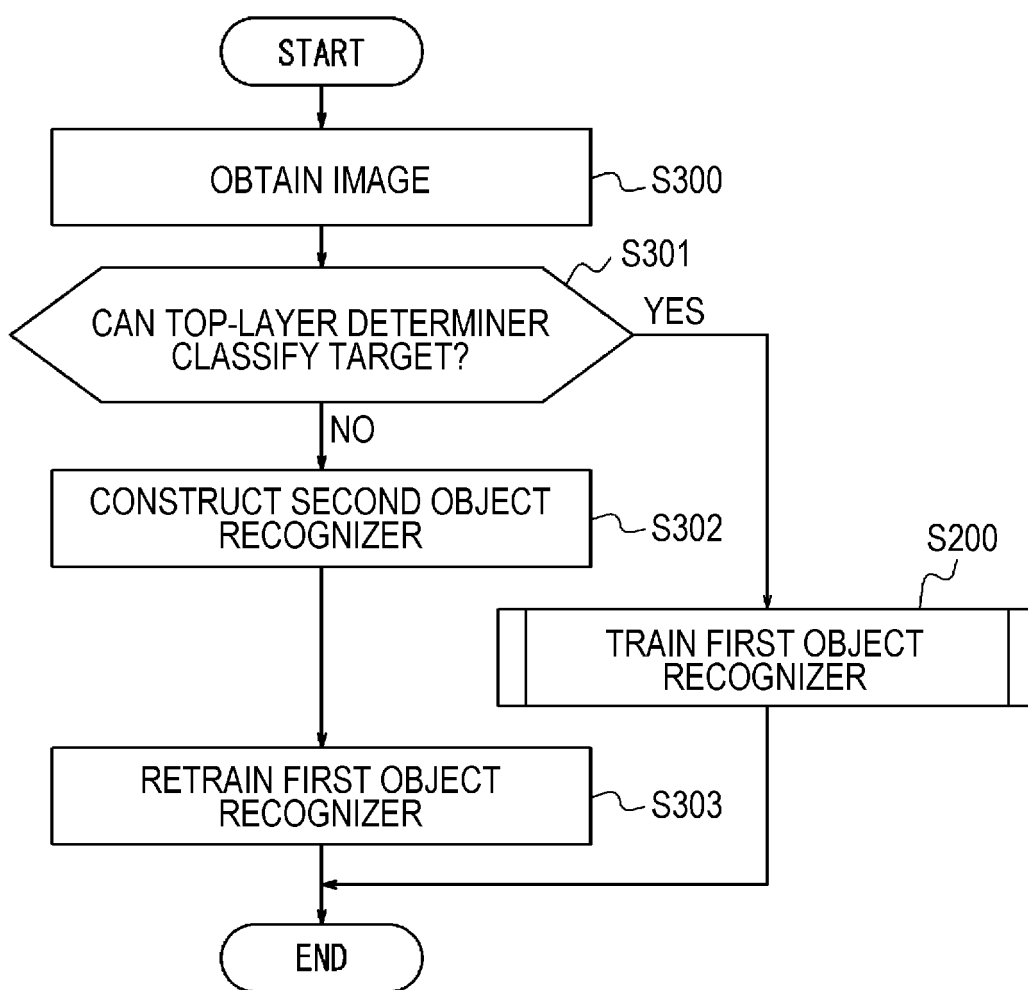 START
OBTAIN IMAGE
S300
S301
CAN TOP-LAYER DETERMINER
CLASSIFY TARGET?
YES
NO
CONSTRUCT SECOND OBJECT
RECOGNIZER
S302
S200
TRAIN FIRST OBJECT
RECOGNIZER
RETRAIN FIRST OBJECT
RECOGNIZER
S303
END